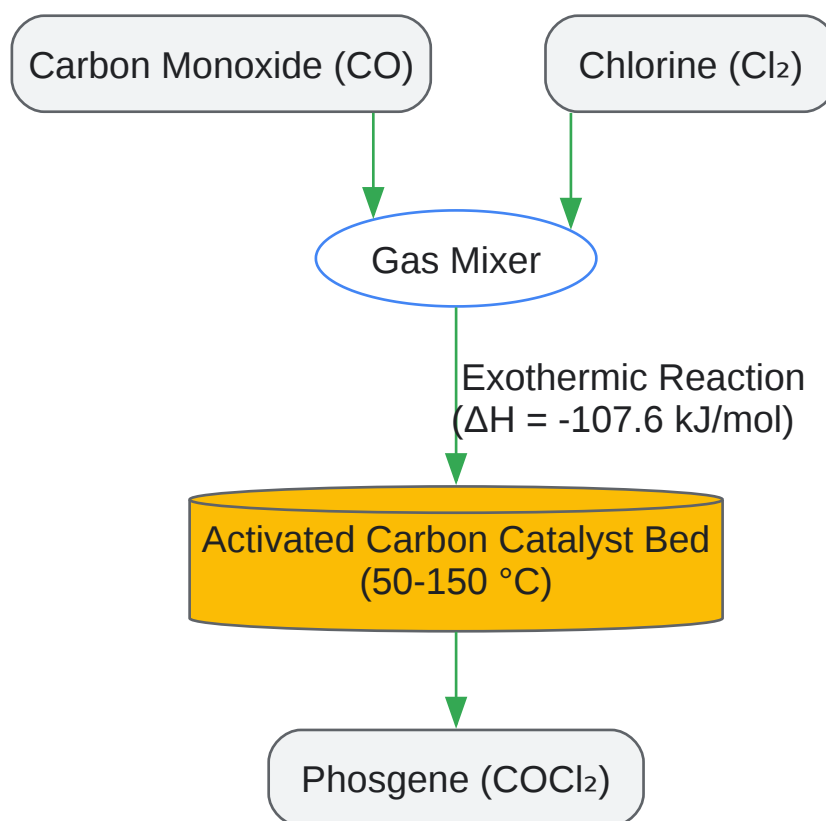 Carbon Monoxide (CO)
Chlorine (Cl₂)
Gas Mixer
Exothermic Reaction
(ΔH = -107.6 kJ/mol)
Activated Carbon Catalyst Bed
(50-150 °C)
Phosgene (COCl₂)